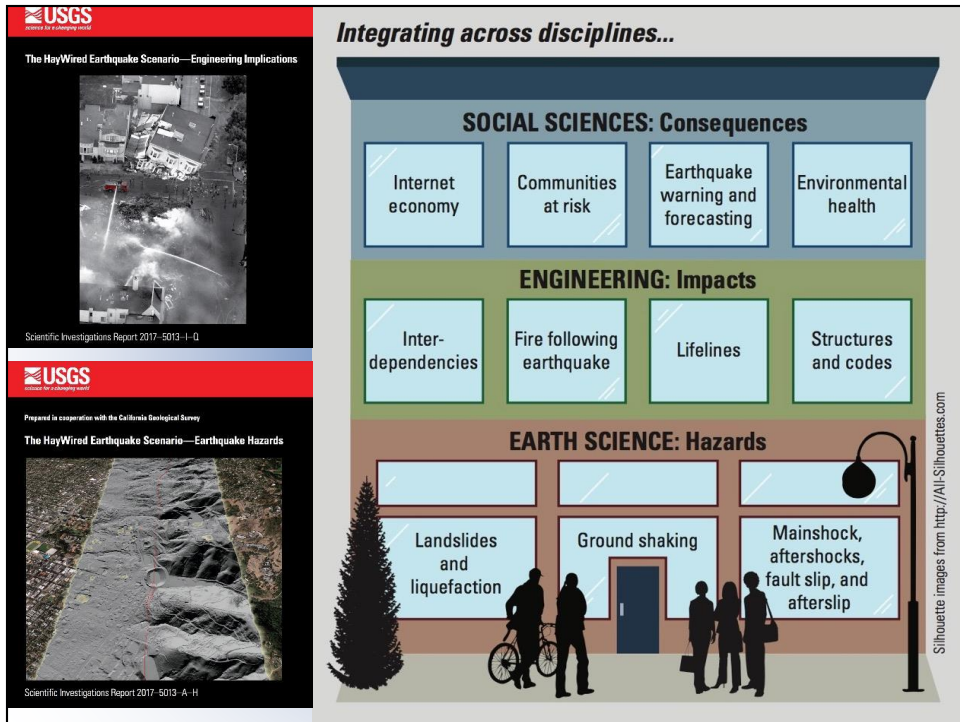 USGS
science for a changing world
The HayWired Earthquake Scenario—Engineering Implications
Scientific Investigations Report 2017–5013–I–Q
USGS
science for a changing world
Prepared in cooperation with the California Geological Survey
The HayWired Earthquake Scenario—Earthquake Hazards
Scientific Investigations Report 2017–5013–A–H
Integrating across disciplines...
SOCIAL SCIENCES: Consequences
Internet
economy
Communities
at risk
Earthquake
warning and
forecasting
Environmental
health
ENGINEERING: Impacts
Inter-
dependencies
Fire following
earthquake
Lifelines
Structures
and codes
EARTH SCIENCE: Hazards
Landslides
and
liquefaction
Ground shaking
Mainshock,
aftershocks,
fault slip, and
afterslip
Silhouette images from http://All-Silhouettes.com